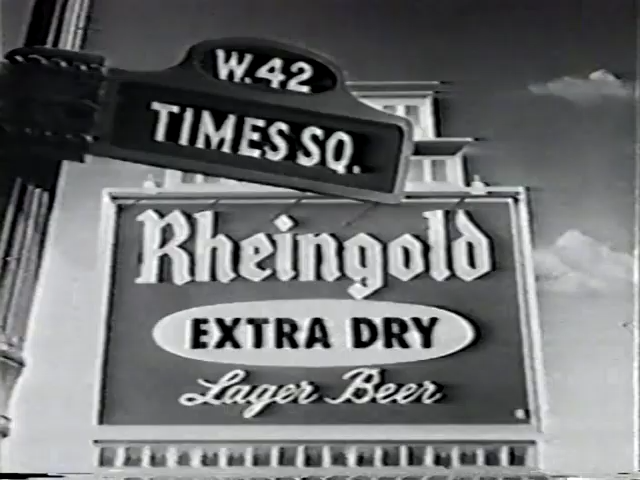 W. 42
TIMES SQ.
Rheingold
EXTRA DRY
Lager Beer